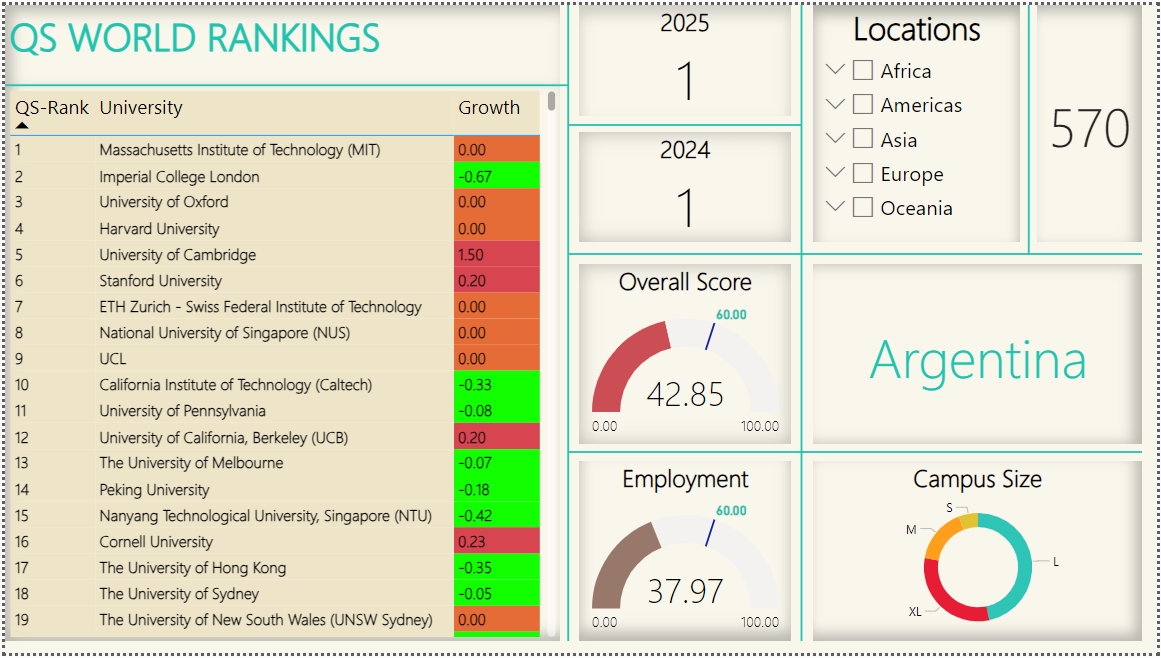 QS WORLD RANKINGS
QS-Rank University Growth
1 Massachusetts Institute of Technology (MIT) 0.00
2 Imperial College London -0.67
3 University of Oxford 0.00
4 Harvard University 0.00
5 University of Cambridge 1.50
6 Stanford University 0.20
7 ETH Zurich - Swiss Federal Institute of Technology 0.00
8 National University of Singapore (NUS) 0.00
9 UCL 0.00
10 California Institute of Technology (Caltech) -0.33
11 University of Pennsylvania -0.08
12 University of California, Berkeley (UCB) 0.20
13 The University of Melbourne -0.07
14 Peking University -0.18
15 Nanyang Technological University, Singapore (NTU) -0.42
16 Cornell University 0.23
17 The University of Hong Kong -0.35
18 The University of Sydney -0.05
19 The University of New South Wales (UNSW Sydney) 0.00
2025
1
2024
1
Locations
Africa
Americas
Asia
Europe
Oceania
570
Overall Score
60.00
42.85
0.00 100.00
Argentina
Employment
60.00
37.97
0.00 100.00
Campus Size
S
M
L
XL